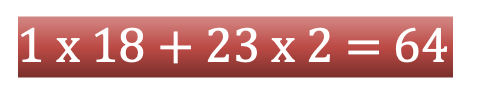 1 x 18 + 23 x 2 = 64